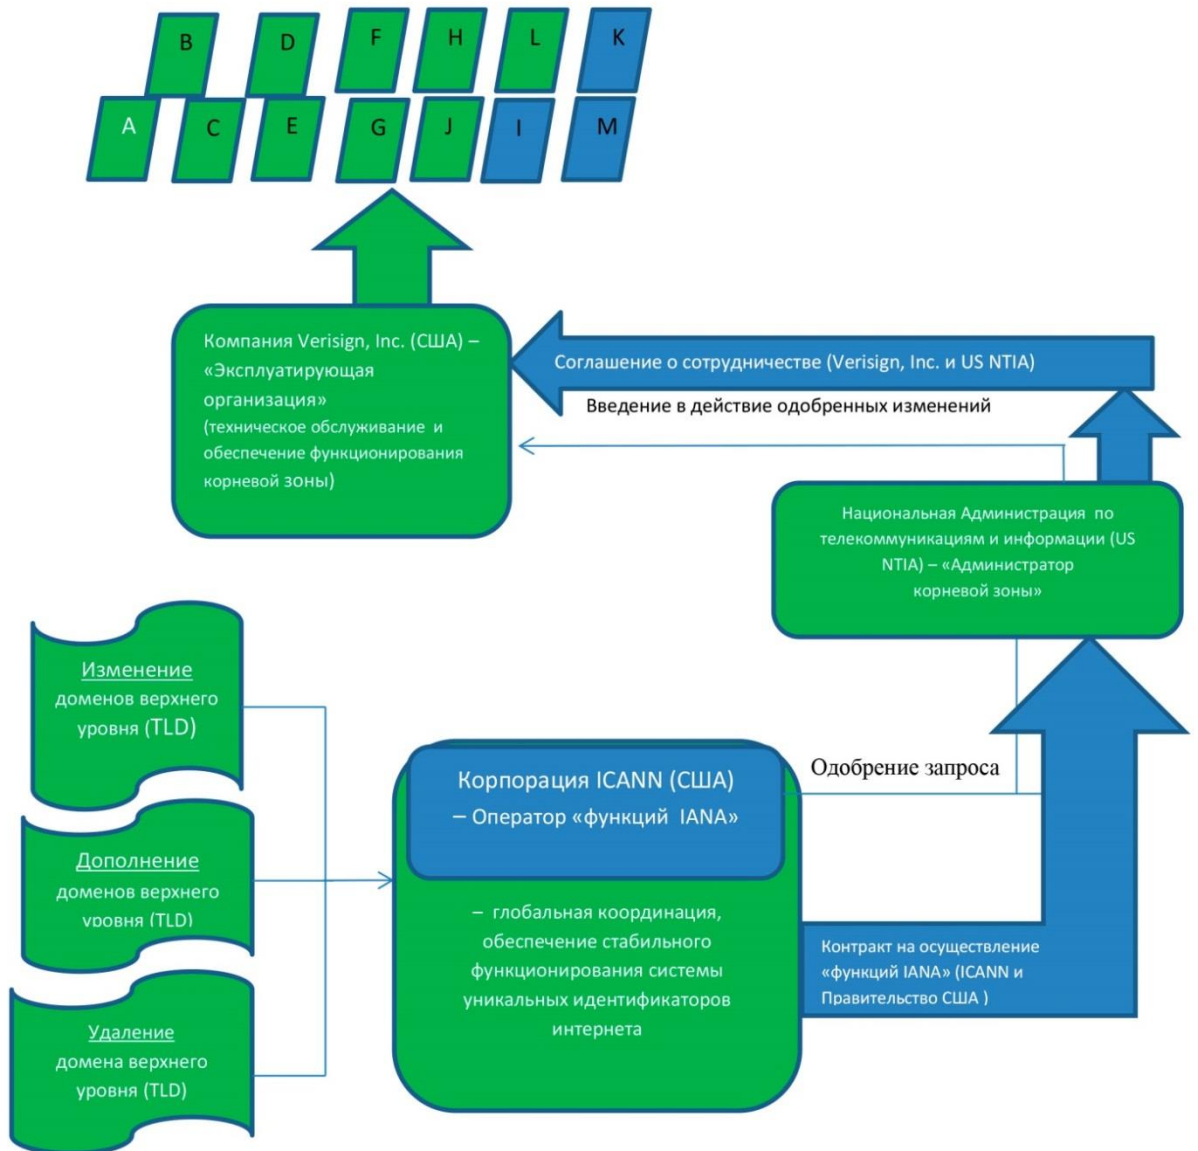 B D F H L K
A C E G J I M
Компания Verisign, Inc. (США) –
«Эксплуатирующая
организация»
(техническое обслуживание и
обеспечение функционирования
корневой зоны)
Соглашение о сотрудничестве (Verisign, Inc. и US NTIA)
Введение в действие одобренных изменений
Национальная Администрация по
телекоммуникациям и информации (US
NTIA) – «Администратор
корневой зоны»
Изменение
доменов верхнего
уровня (TLD)
Дополнение
доменов верхнего
уровня (TLD)
Удаление
домена верхнего
уровня (TLD)
Корпорация ICANN (США)
– Оператор «функций IANA»
– глобальная координация,
обеспечение стабильного
функционирования системы
уникальных идентификаторов
интернета
Одобрение запроса
Контракт на осуществление
«функций IANA» (ICANN и
Правительство США )